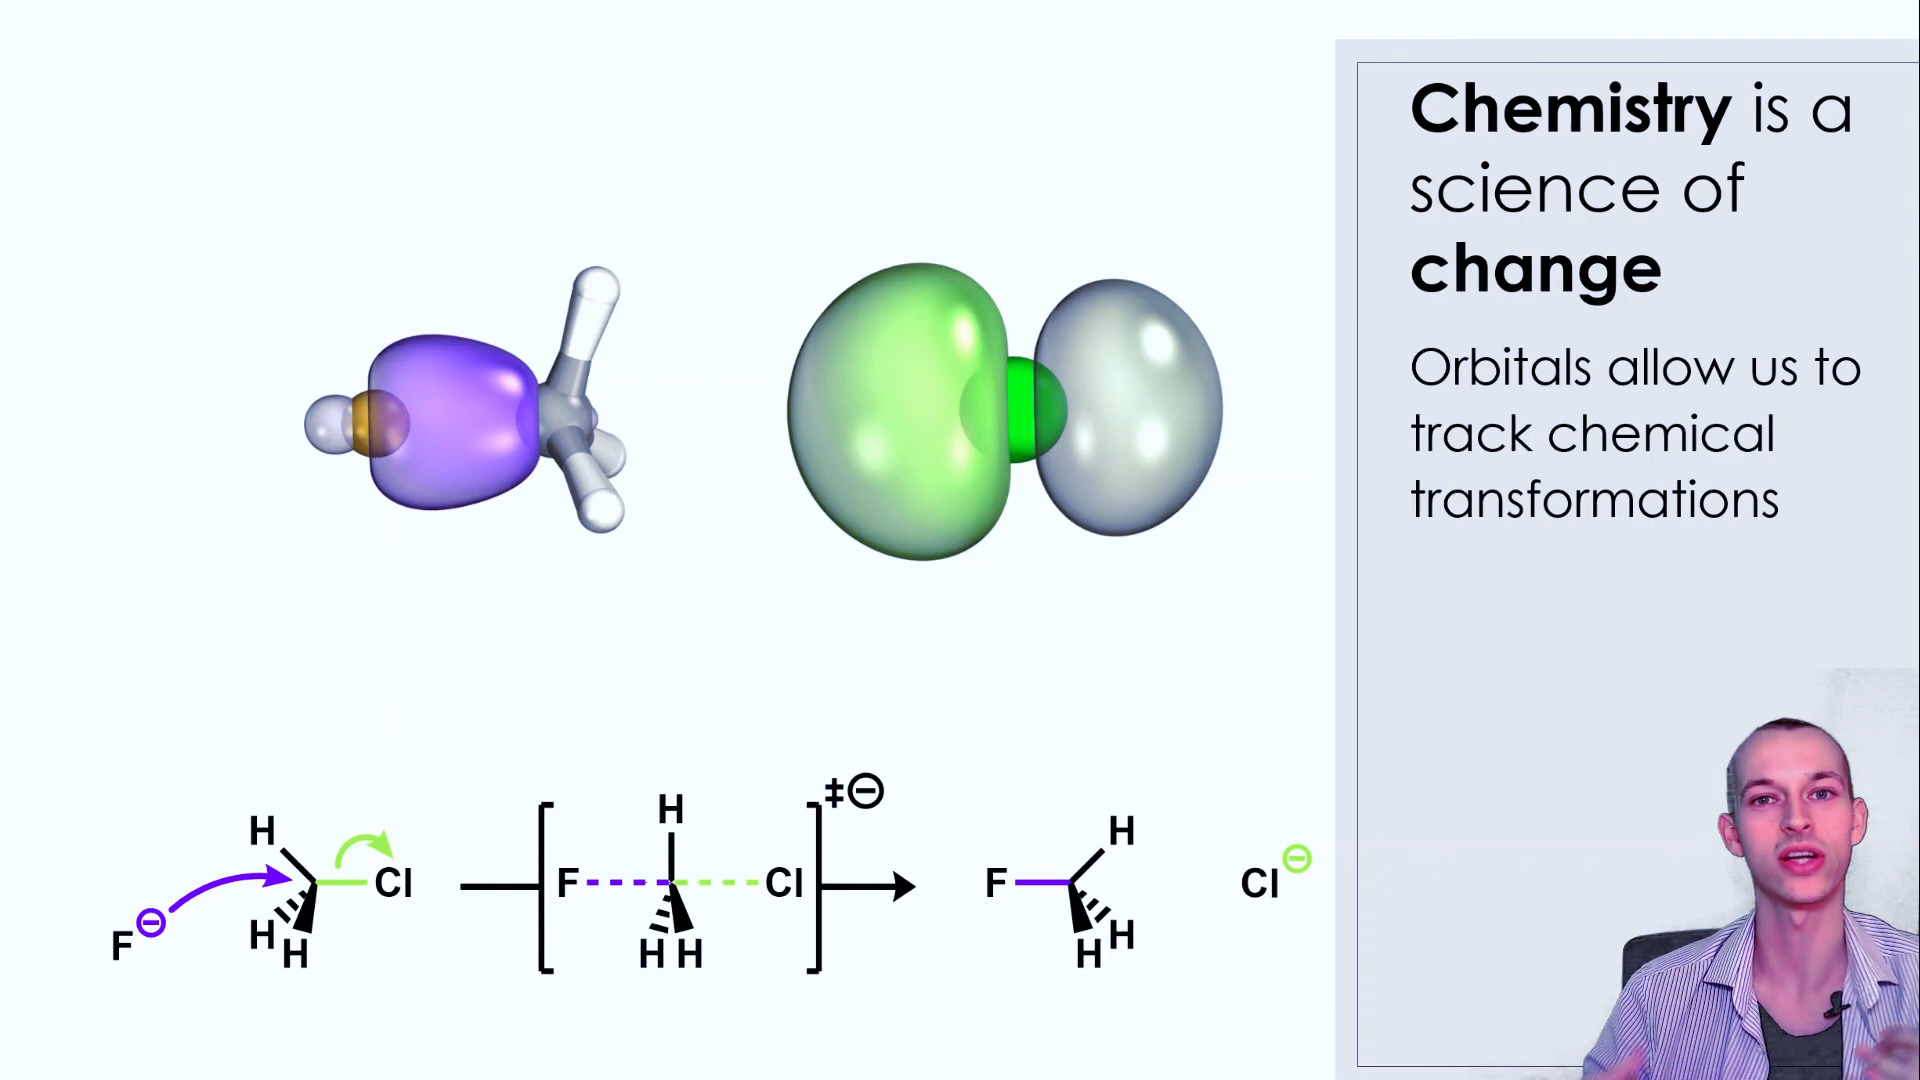 Chemistry is a
science of
change
Orbitals allow us to
track chemical
transformations
H
Cl
F ⊖
H
H
H
F
Cl
H H
‡⊖
H
F
H
H
Cl ⊖